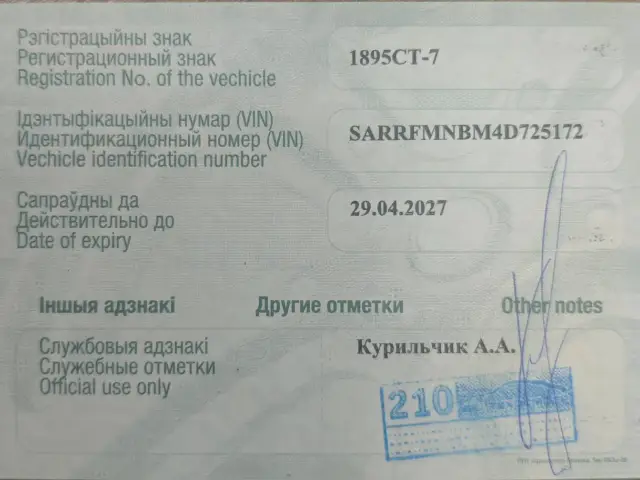 Рэгістрацыйны знак
Регистрационный знак
Registration No. of the vechicle
1895CT-7
Ідэнтыфікацыйны нумар (VIN)
Идентификационный номер (VIN)
Vechicle identification number
SARRFMNBM4D725172
Сапраўдны да
Действительно до
Date of expiry
29.04.2027
Іншыя адзнакі Другие отметки Other notes
Службовыя адзнакі
Служебные отметки
Official use only
Курильчик А.А.
210